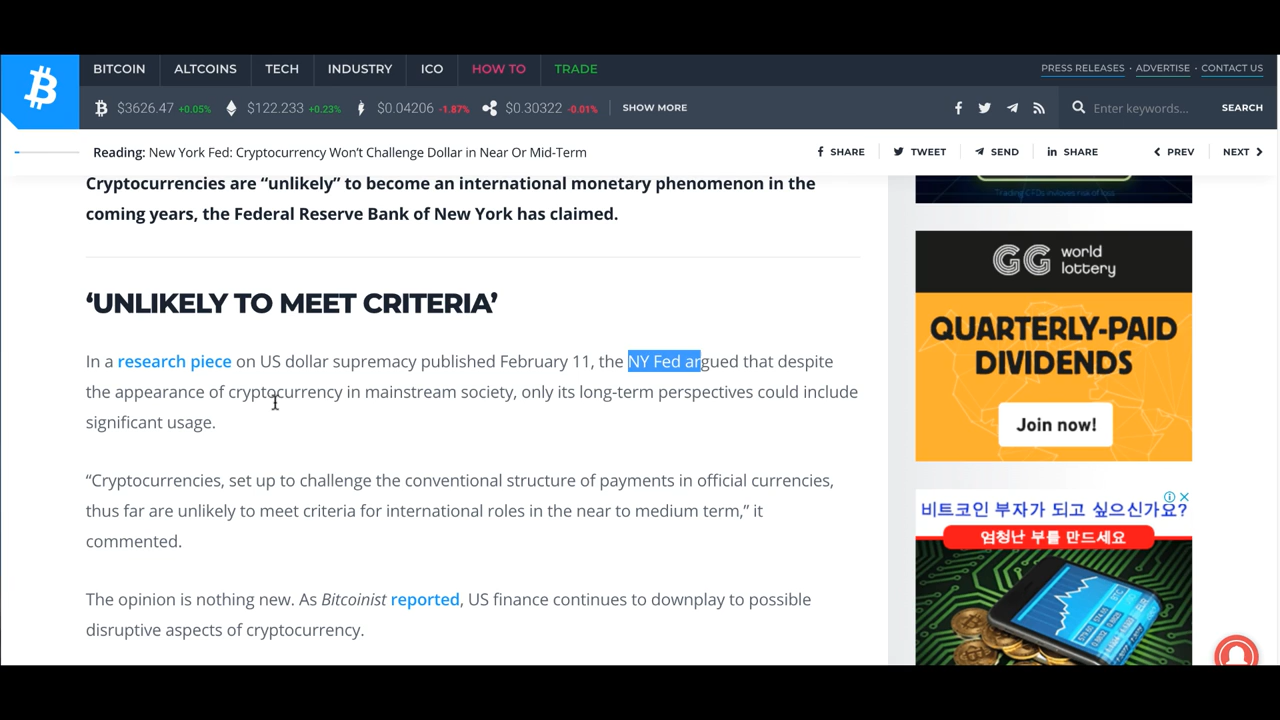 BITCOIN ALTCOINS TECH INDUSTRY ICO HOW TO TRADE PRESS RELEASES · ADVERTISE · CONTACT US
$3626.47 +0.05% $122.233 +0.23% $0.04206 -1.87% $0.30322 -0.01% SHOW MORE Enter keywords... SEARCH
Reading: New York Fed: Cryptocurrency Won’t Challenge Dollar in Near Or Mid-Term SHARE TWEET SEND SHARE PREV NEXT
Cryptocurrencies are “unlikely” to become an international monetary phenomenon in the
coming years, the Federal Reserve Bank of New York has claimed.
‘UNLIKELY TO MEET CRITERIA’
In a research piece on US dollar supremacy published February 11, the NY Fed argued that despite
the appearance of cryptocurrency in mainstream society, only its long-term perspectives could include
significant usage.
“Cryptocurrencies, set up to challenge the conventional structure of payments in official currencies,
thus far are unlikely to meet criteria for international roles in the near to medium term,” it
commented.
The opinion is nothing new. As Bitcoinist reported, US finance continues to downplay to possible
disruptive aspects of cryptocurrency.
Trading CFDs involves risk of loss
GG world
lottery
QUARTERLY-PAID
DIVIDENDS
Join now!
비트코인 부자가 되고 싶으신가요?
엄청난 부를 만드세요